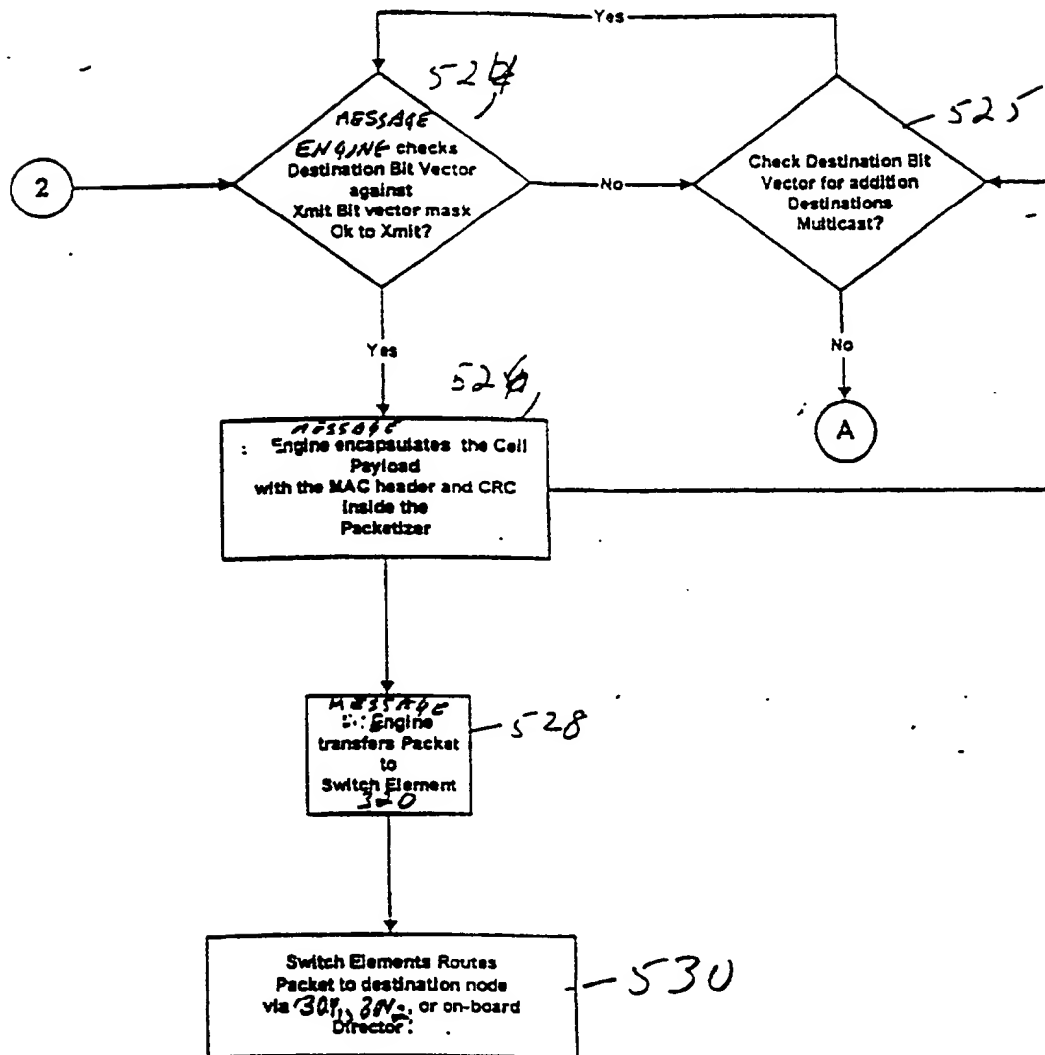 Yes
524
525
MESSAGE
ENGINE checks
Destination Bit Vector
against
Xmit Bit vector mask
Ok to Xmit?
2
No
Check Destination Bit
Vector for addition
Destinations
Multicast?
Yes
No
A
MESSAGE
Engine encapsulates the Cell
Payload
with the MAC header and CRC
inside the
Packetizer
MESSAGE
Engine
transfers Packet
to
Switch Element
320
528
Switch Elements Routes
Packet to destination node
via or on-board
Director
530